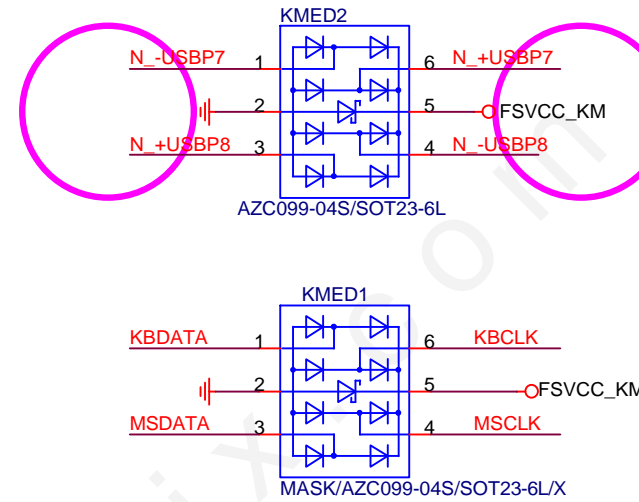 KMED2
N_-USBP7 1 6 N_+USBP7
2 5 FSVCC_KM
N_+USBP8 3 4 N_-USBP8
AZC099-04S/SOT23-6L
KMED1
KBDATA 1 6 KBCLK
2 5 FSVCC_KM
MSDATA 3 4 MSCLK
MASK/AZC099-04S/SOT23-6L/X